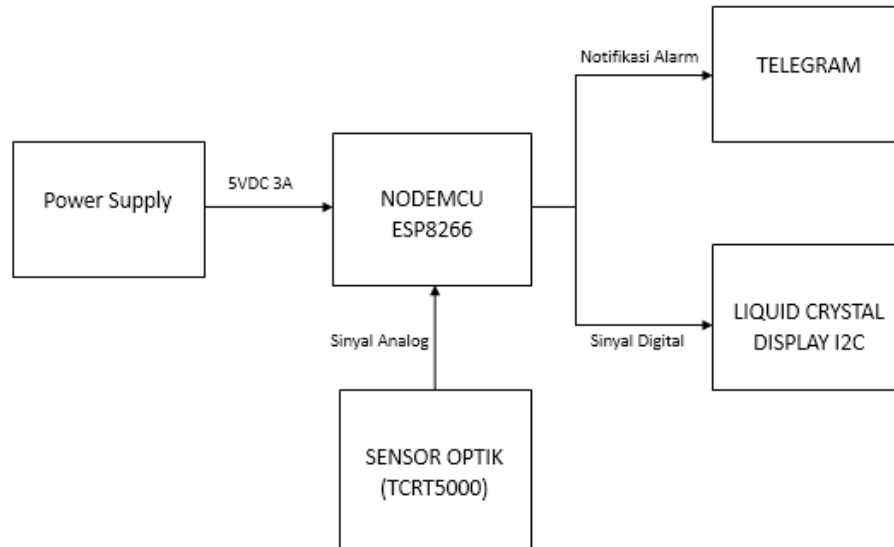 Notifikasi Alarm
TELEGRAM
Power Supply
5VDC 3A
NODEMCU
ESP8266
Sinyal Analog
Sinyal Digital
LIQUID CRYSTAL
DISPLAY I2C
SENSOR OPTIK
(TCRT5000)